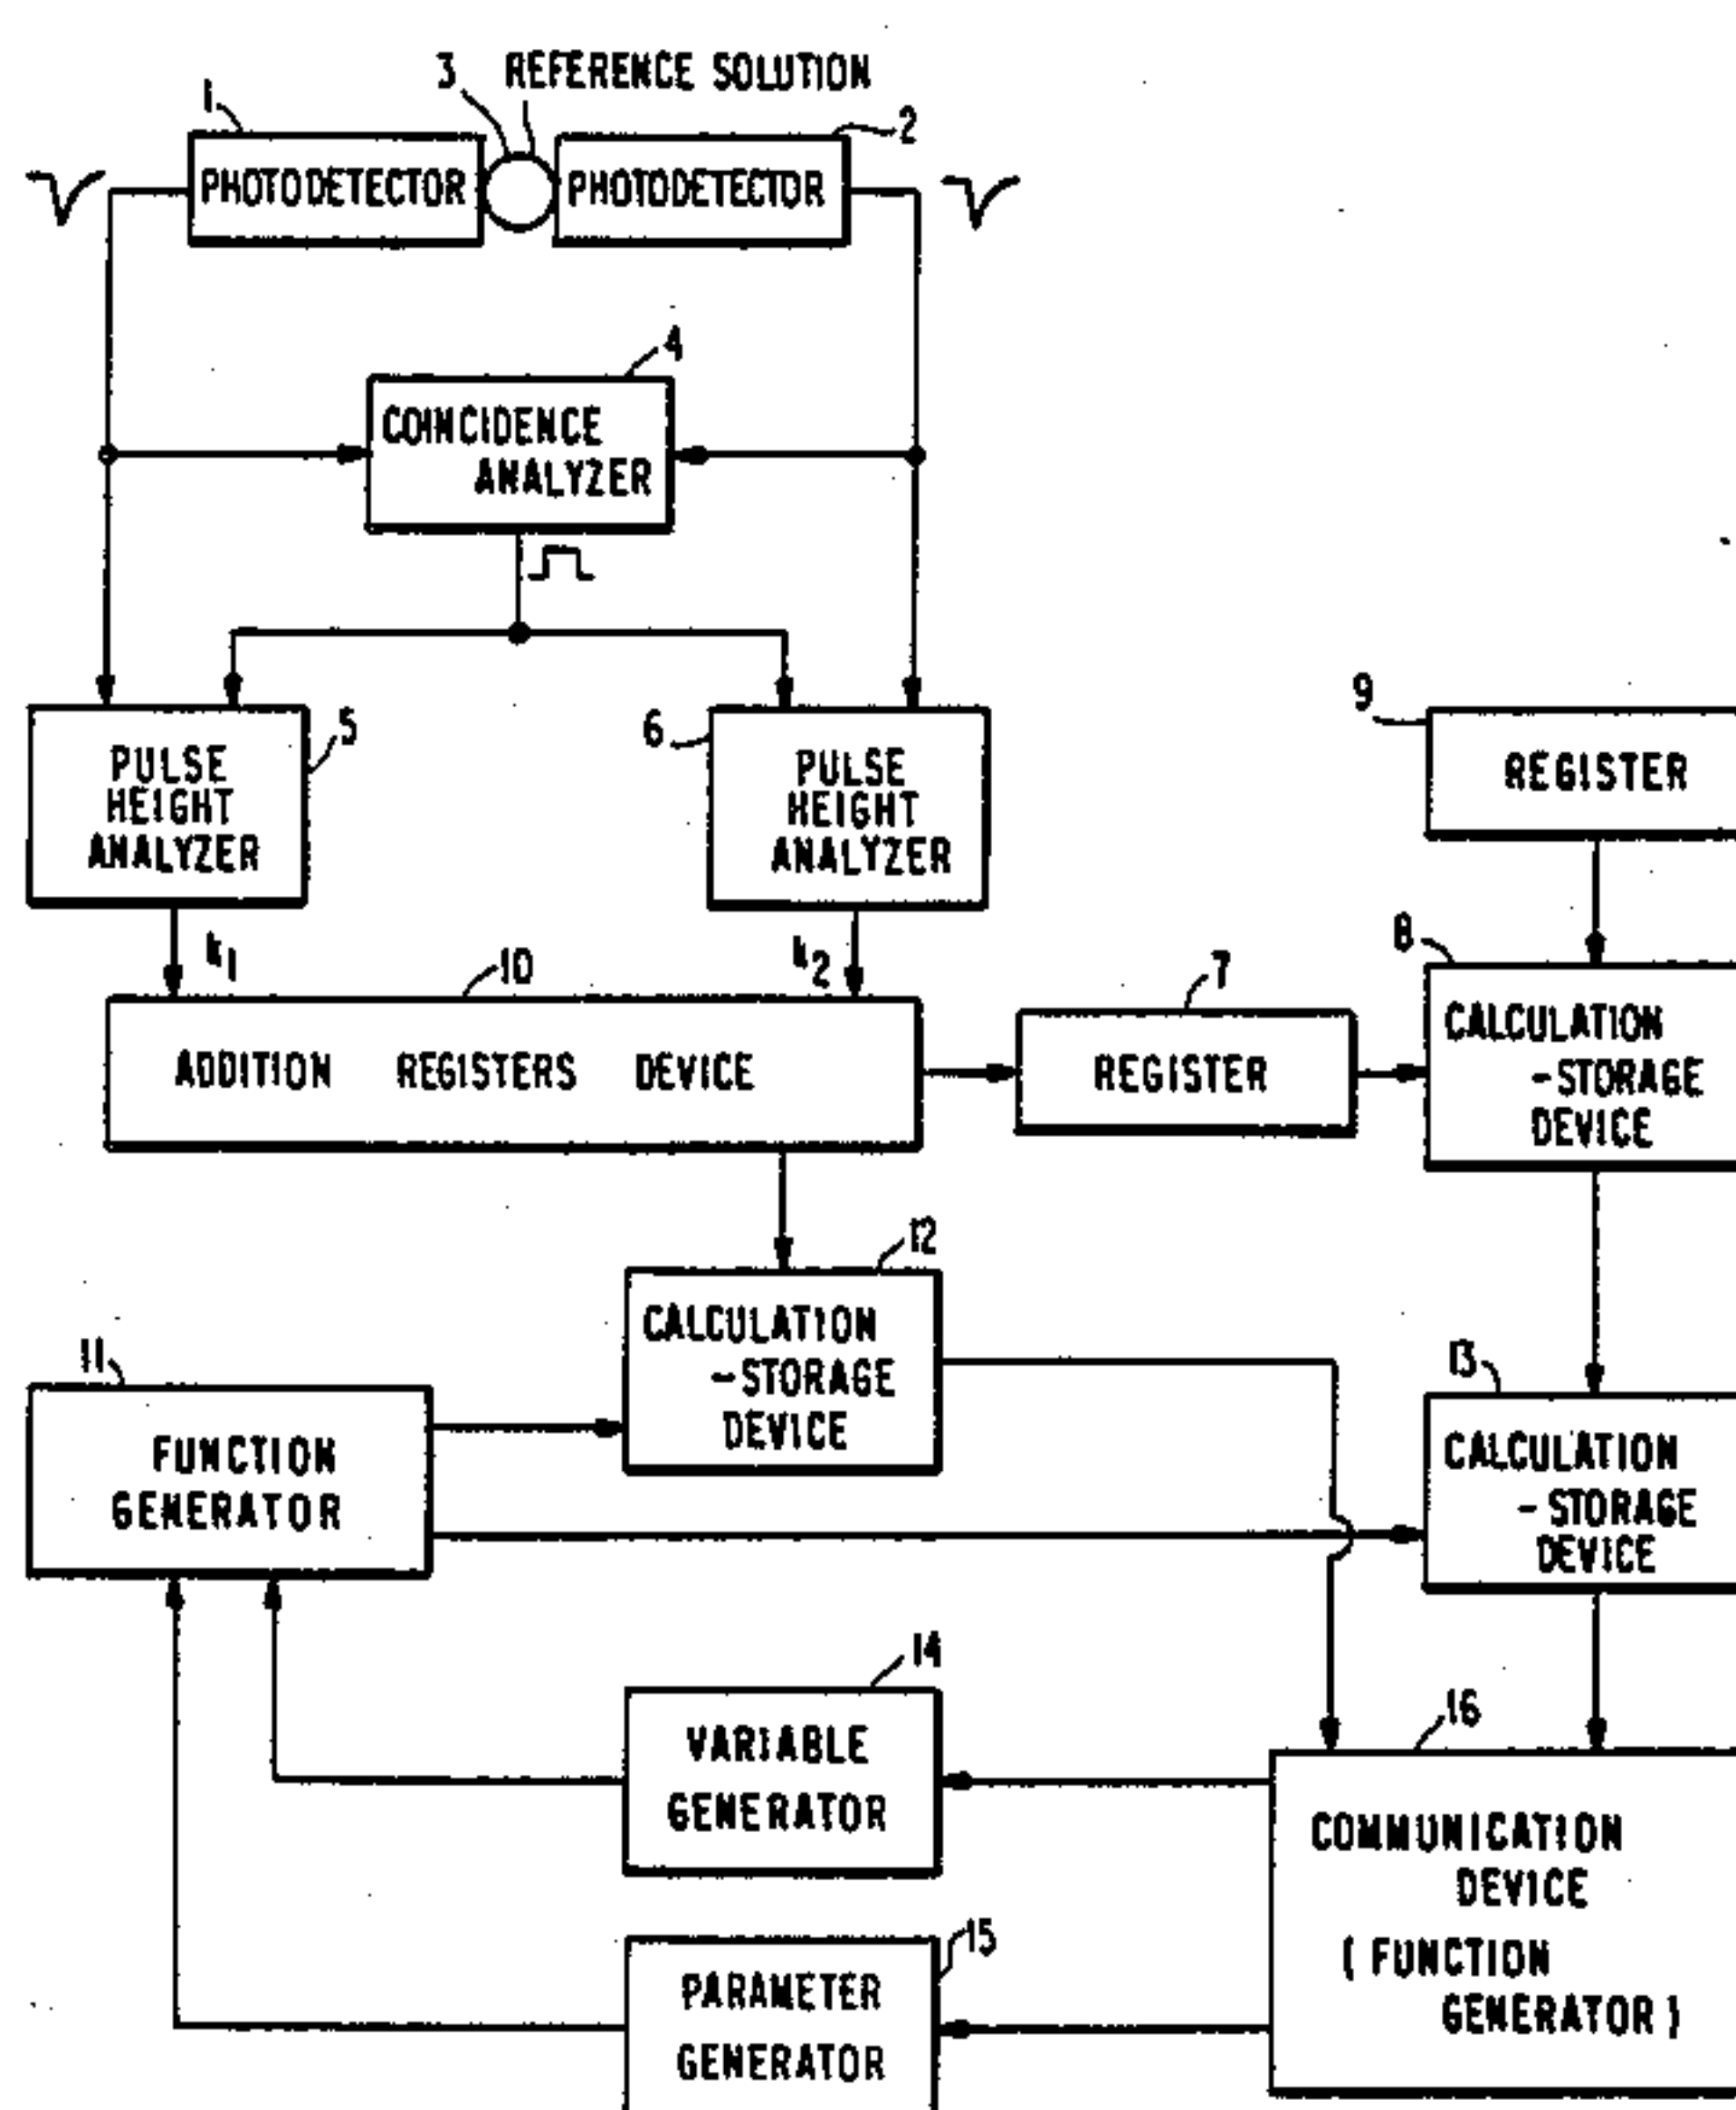 3 REFERENCE SOLUTION
1
2
PHOTODETECTOR
PHOTODETECTOR
4
COINCIDENCE
ANALYZER
5
PULSE
HEIGHT
ANALYZER
6
PULSE
HEIGHT
ANALYZER
9
REGISTER
k1
k2
10
ADDITION REGISTERS DEVICE
7
REGISTER
8
CALCULATION
-STORAGE
DEVICE
12
CALCULATION
-STORAGE
DEVICE
11
FUNCTION
GENERATOR
13
CALCULATION
-STORAGE
DEVICE
14
VARIABLE
GENERATOR
16
COMMUNICATION
DEVICE
(FUNCTION
GENERATOR)
15
PARAMETER
GENERATOR